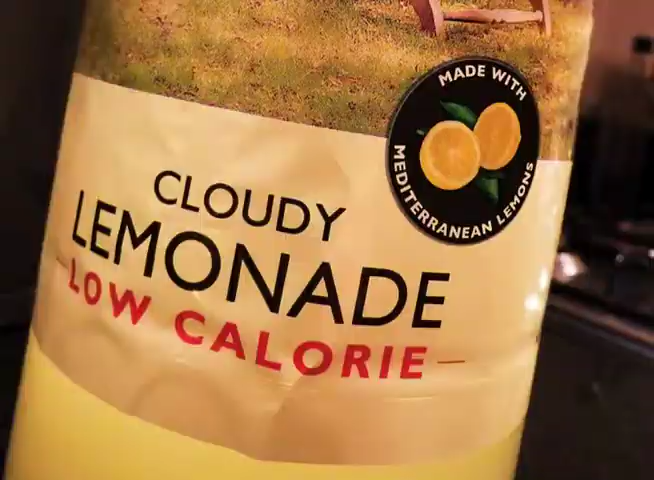 MADE WITH
MEDITERRANEAN LEMONS
CLOUDY
LEMONADE
LOW CALORIE